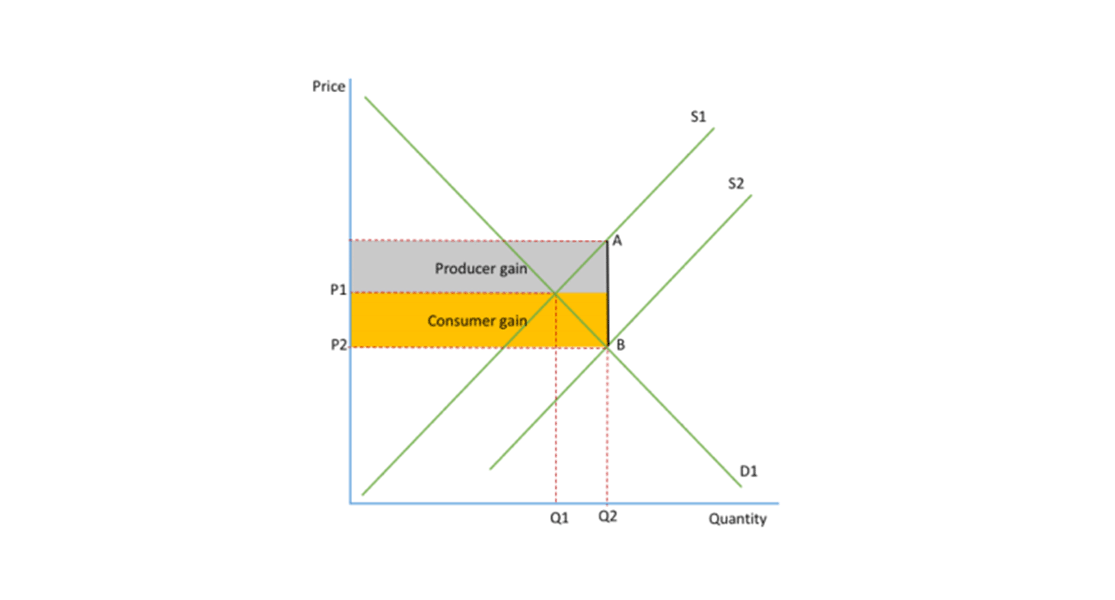 Price
S1
S2
A
Producer gain
P1
Consumer gain
P2
B
D1
Q1
Q2
Quantity